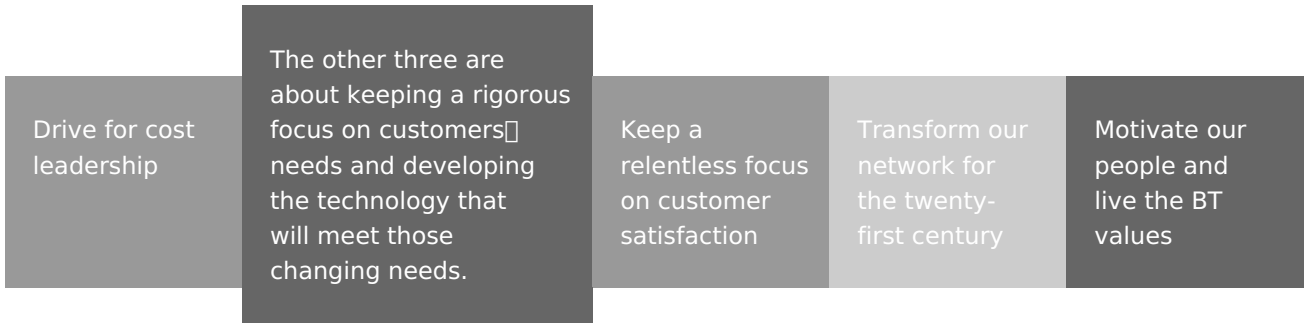 Drive for cost
leadership
The other three are
about keeping a rigorous
focus on customers▯
needs and developing
the technology that
will meet those
changing needs.
Keep a
relentless focus
on customer
satisfaction
Transform our
network for
the twenty-
first century
Motivate our
people and
live the BT
values